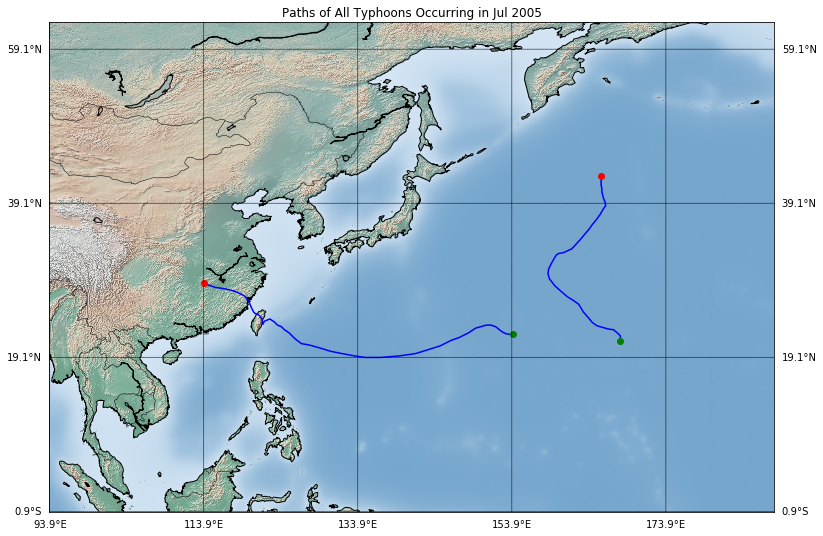 Paths of All Typhoons Occurring in Jul 2005
59.1°N 59.1°N
39.1°N 39.1°N
19.1°N 19.1°N
0.9°S 0.9°S
93.9°E 113.9°E 133.9°E 153.9°E 173.9°E